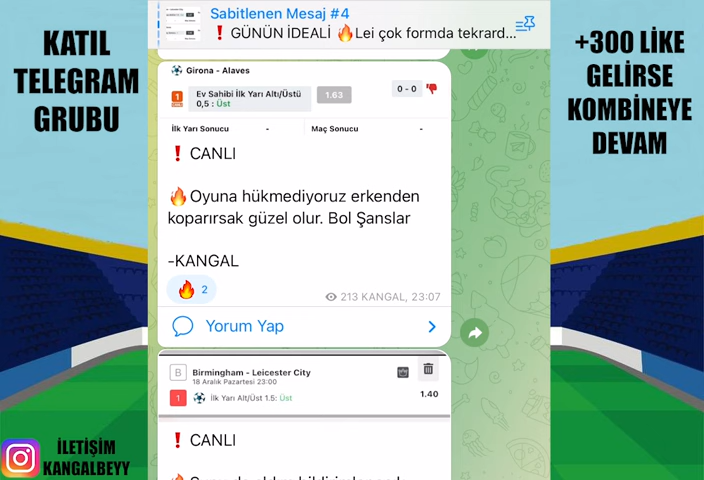 KATIL
TELEGRAM
GRUBU
Sabitlenen Mesaj #4
❗ GÜNÜN İDEALİ 🔥Lei çok formda tekrard...
+300 LİKE
GELİRSE
KOMBİNEYE
DEVAM
Girona - Alaves
1
Ev Sahibi İlk Yarı Altı/Üstü
0,5 : Üst
1.63
0 - 0
İlk Yarı Sonucu -
Maç Sonucu -
❗ CANLI
🔥Oyuna hükmediyoruz erkenden
koparırsak güzel olur. Bol Şanslar
-KANGAL
🔥 2
213 KANGAL, 23:07
Yorum Yap
B
Birmingham - Leicester City
18 Aralık Pazartesi 23:00
1
İlk Yarı Alt/Üst 1.5: Üst
1.40
❗ CANLI
İLETİŞİM
KANGALBEYY